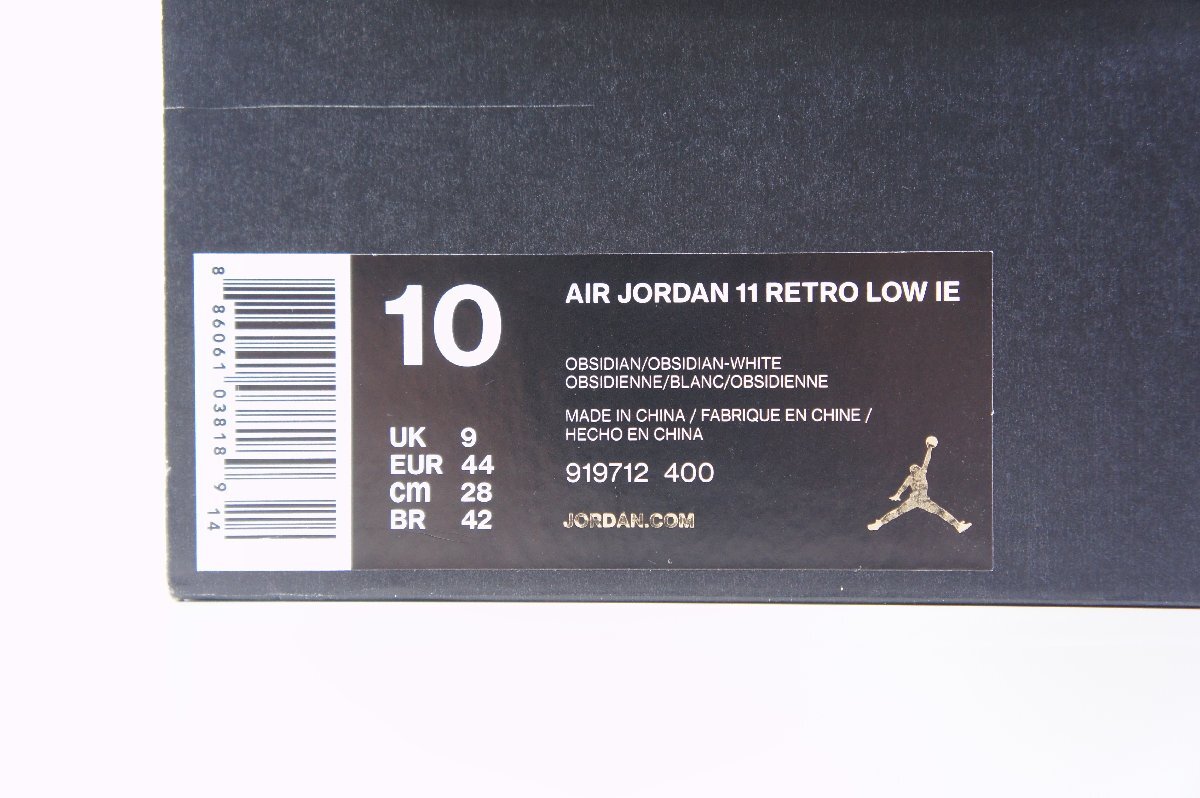 8 86061 03818 9 14
10
UK 9
EUR 44
cm 28
BR 42
AIR JORDAN 11 RETRO LOW IE
OBSIDIAN/OBSIDIAN-WHITE
OBSIDIENNE/BLANC/OBSIDIENNE
MADE IN CHINA / FABRIQUE EN CHINE /
HECHO EN CHINA
919712 400
JORDAN.COM